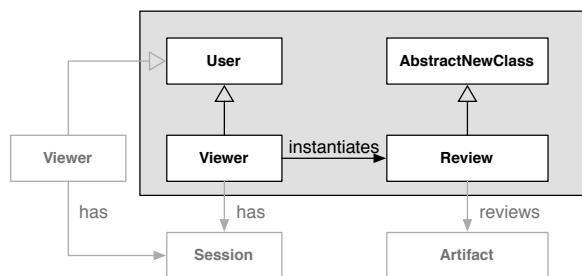 User
AbstractNewClass
Viewer
Viewer
instantiates
Review
has
has
reviews
Session
Artifact